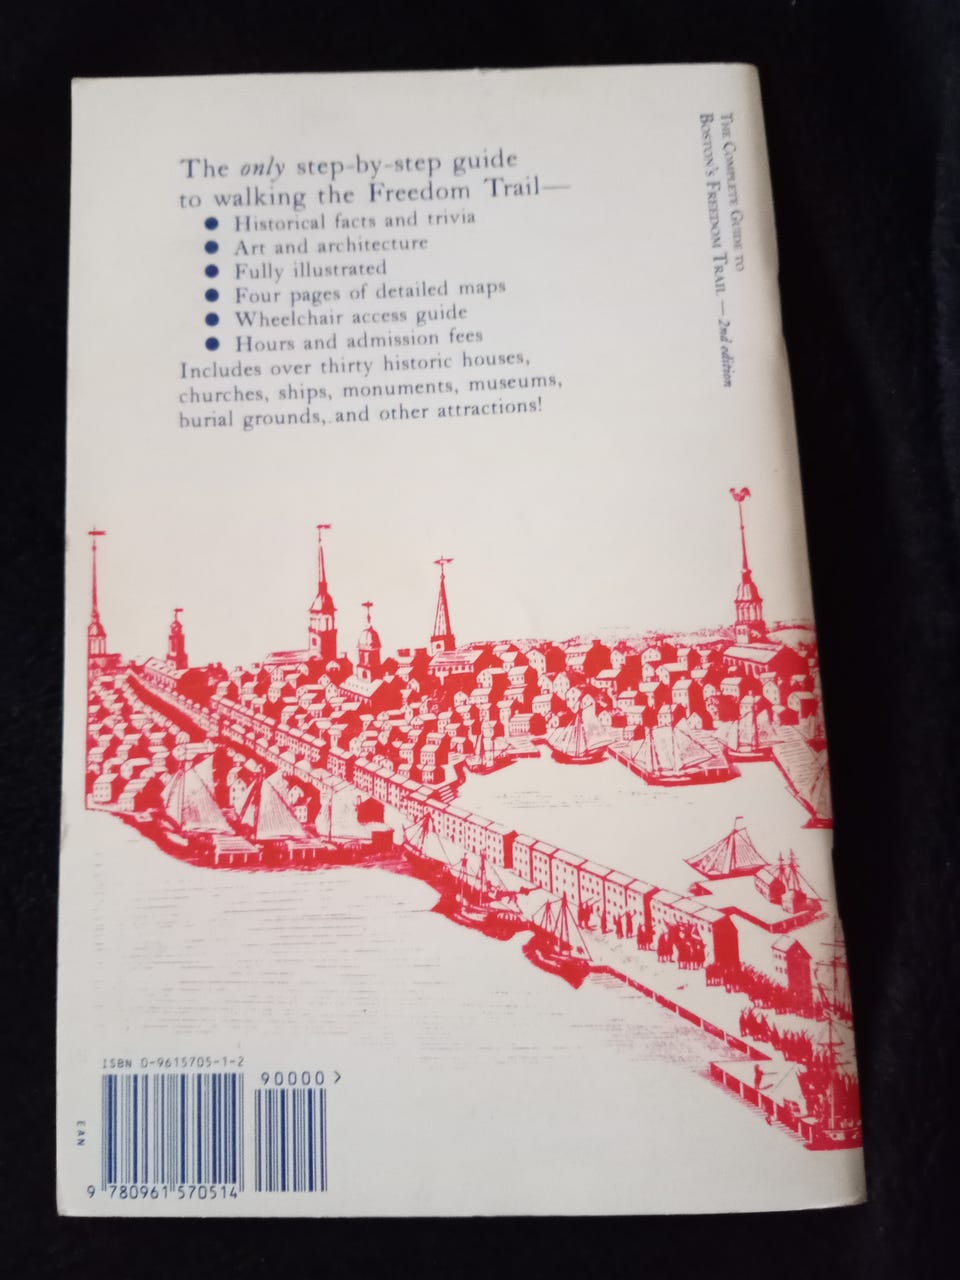 The only step-by-step guide
to walking the Freedom Trail—
● Historical facts and trivia
● Art and architecture
● Fully illustrated
● Four pages of detailed maps
● Wheelchair access guide
● Hours and admission fees
Includes over thirty historic houses,
churches, ships, monuments, museums,
burial grounds, and other attractions!
THE COMPLETE GUIDE TO
BOSTON'S FREEDOM TRAIL — 2nd edition
ISBN 0-9615705-1-2
90000>
EAN
9 780961 570514